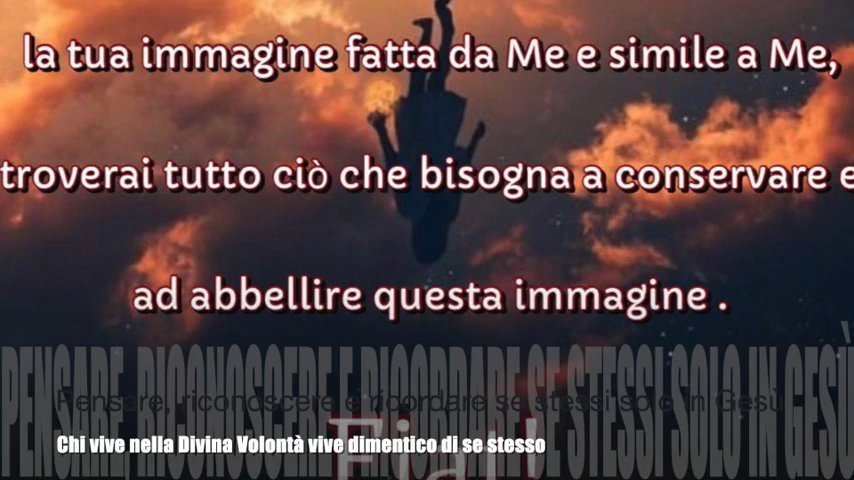 la tua immagine fatta da Me e simile a Me,
troverai tutto ciò che bisogna a conservare e
ad abbellire questa immagine .
PENSARE, RICONOSCERE E RICORDARE SE STESSI SOLO IN GESÙ
Pensare, riconoscere e ricordare se stessi solo in Gesù
Fiat!
Chi vive nella Divina Volontà vive dimentico di se stesso